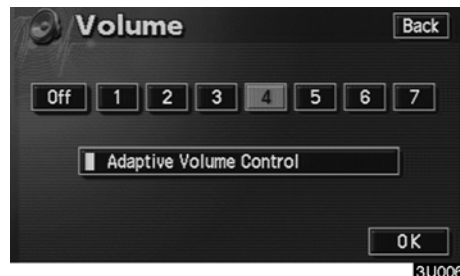 Volume Back
Off 1 2 3 4 5 6 7
Adaptive Volume Control
OK
3U006